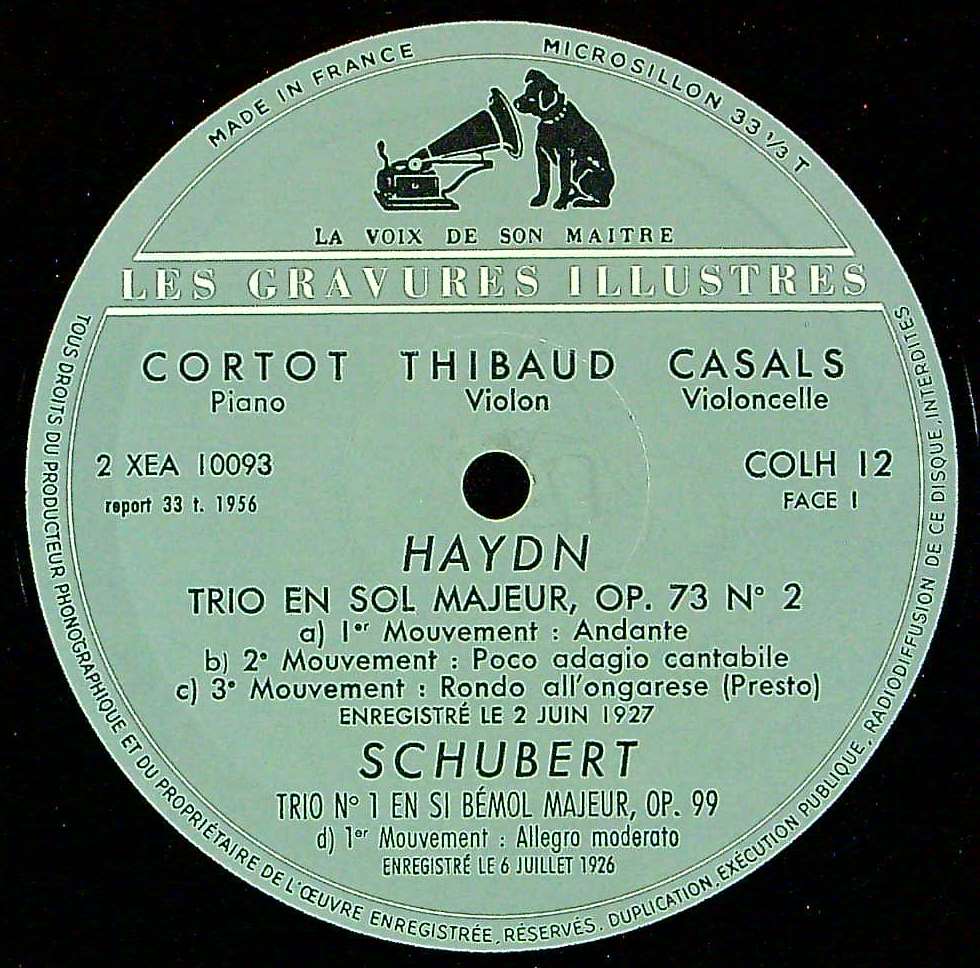 MADE IN FRANCE
MICROSILLON 33 1/3 T
LA VOIX DE SON MAITRE
LES GRAVURES ILLUSTRES
CORTOT THIBAUD CASALS
Piano Violon Violoncelle
2 XEA 10093 COLH 12
report 33 t. 1956 FACE 1
HAYDN
TRIO EN SOL MAJEUR, OP. 73 N° 2
a) 1er Mouvement : Andante
b) 2e Mouvement : Poco adagio cantabile
c) 3e Mouvement : Rondo all'ongarese (Presto)
ENREGISTRÉ LE 2 JUIN 1927
SCHUBERT
TRIO N° 1 EN SI BÉMOL MAJEUR, OP. 99
d) 1er Mouvement : Allegro moderato
ENREGISTRÉ LE 6 JUILLET 1926
TOUS DROITS DU PRODUCTEUR PHONOGRAPHIQUE ET DU PROPRIÉTAIRE DE L'ŒUVRE ENREGISTRÉE, RÉSERVÉS. DUPLICATION, EXÉCUTION PUBLIQUE, RADIODIFFUSION DE CE DISQUE, INTERDITES